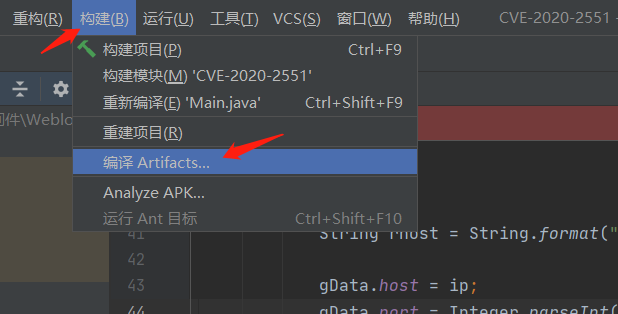 重构(R) 构建(B) 运行(U) 工具(T) VCS(S) 窗口(W) 帮助(H) CVE-2020-2551
构建项目(P) Ctrl+F9
构建模块(M) 'CVE-2020-2551'
重新编译(E) 'Main.java' Ctrl+Shift+F9
重建项目(R)
编译 Artifacts...
Analyze APK...
运行 Ant 目标 Ctrl+Shift+F10
件\Weblo
41 String rhost = String.format("
42
43 gData.host = ip;
44 gData.port = Integer.parseInt(